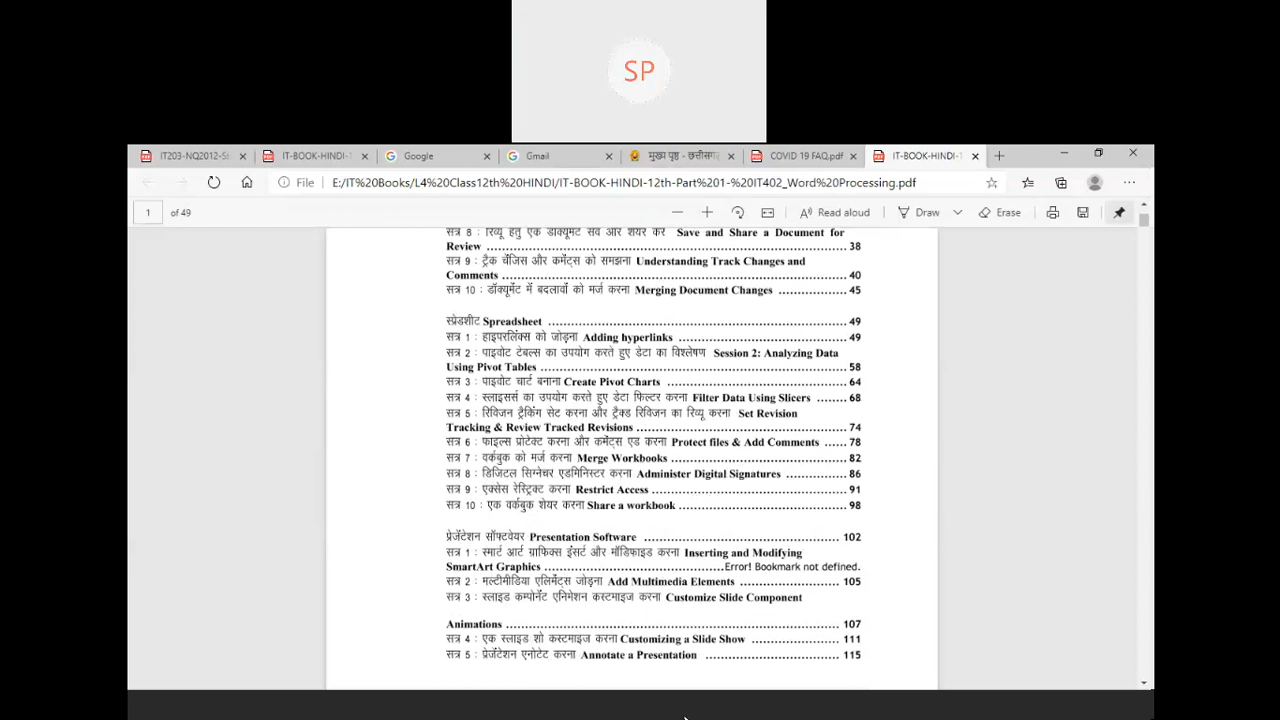 SP
IT203-NQ2012-St
IT-BOOK-HINDI-1
Google
Gmail
मुख्य पृष्ठ - छत्तीसगढ़
COVID 19 FAQ.pdf
IT-BOOK-HINDI-1
File E:/IT%20Books/L4%20Class12th%20HINDI/IT-BOOK-HINDI-12th-Part%201-%20IT402_Word%20Processing.pdf
1 of 49 Read aloud Draw Erase
सत्र 8 : रिव्यू हेतु एक डॉक्यूमेंट सेव और शेयर करें Save and Share a Document for
Review 38
सत्र 9 : ट्रैक चेंजिस और कमेंट्स को समझना Understanding Track Changes and
Comments 40
सत्र 10 : डॉक्यूमेंट में बदलावों को मर्ज करना Merging Document Changes 45
स्प्रेडशीट Spreadsheet 49
सत्र 1 : हाइपरलिंक्स को जोड़ना Adding hyperlinks 49
सत्र 2 : पाइवोट टेबल्स का उपयोग करते हुए डेटा का विश्लेषण Session 2: Analyzing Data
Using Pivot Tables 58
सत्र 3 : पाइवोट चार्ट बनाना Create Pivot Charts 64
सत्र 4 : स्लाइसर्स का उपयोग करते हुए डेटा फिल्टर करना Filter Data Using Slicers 68
सत्र 5 : रिविजन ट्रैकिंग सेट करना और ट्रैक्ड रिविजन का रिव्यू करना Set Revision
Tracking & Review Tracked Revisions 74
सत्र 6 : फाइल्स प्रोटेक्ट करना और कमेंट्स एड करना Protect files & Add Comments 78
सत्र 7 : वर्कबुक को मर्ज करना Merge Workbooks 82
सत्र 8 : डिजिटल सिग्नेचर एडमिनिस्टर करना Administer Digital Signatures 86
सत्र 9 : एक्सेस रेस्ट्रिक्ट करना Restrict Access 91
सत्र 10 : एक वर्कबुक शेयर करना Share a workbook 98
प्रेजेंटेशन सॉफ्टवेयर Presentation Software 102
सत्र 1 : स्मार्ट आर्ट ग्राफिक्स इंसर्ट और मॉडिफाइड करना Inserting and Modifying
SmartArt Graphics Error! Bookmark not defined.
सत्र 2 : मल्टीमीडिया एलिमेंट्स जोड़ना Add Multimedia Elements 105
सत्र 3 : स्लाइड कम्पोनेंट एनिमेशन कस्टमाइज करना Customize Slide Component
Animations 107
सत्र 4 : एक स्लाइड शो कस्टमाइज करना Customizing a Slide Show 111
सत्र 5 : प्रेजेंटेशन एनोटेट करना Annotate a Presentation 115